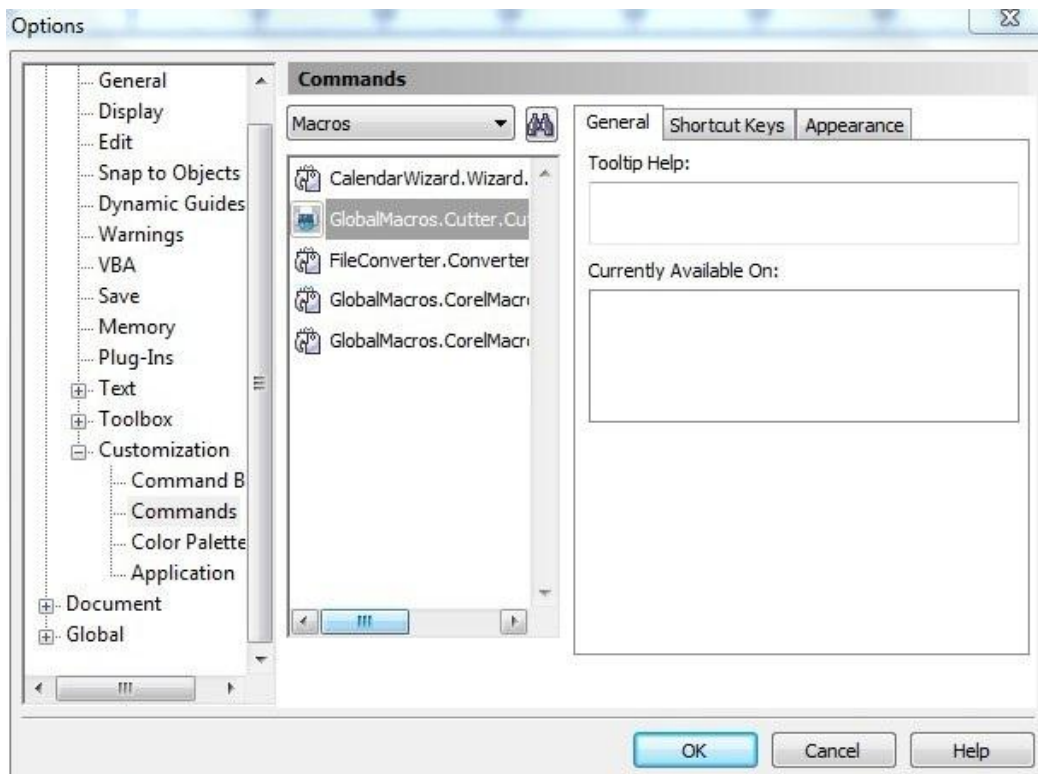 Options
General
Display
Edit
Snap to Objects
Dynamic Guides
Warnings
VBA
Save
Memory
Plug-Ins
Text
Toolbox
Customization
Command B
Commands
Color Palette
Application
Document
Global
Commands
Macros
CalendarWizard.Wizard.
GlobalMacros.Cutter.Cu
FileConverter.Converter
GlobalMacros.CorelMacr
GlobalMacros.CorelMacr
General Shortcut Keys Appearance
Tooltip Help:
Currently Available On:
OK Cancel Help